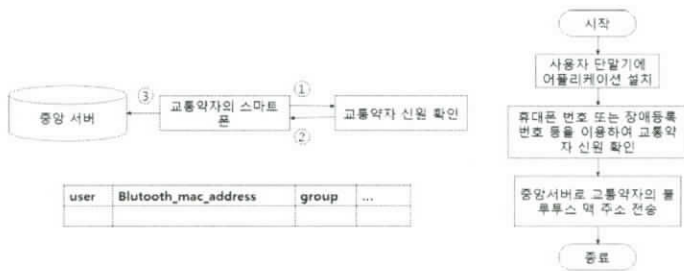 중앙 서버
③
교통약자의 스마트
폰
①
②
교통약자 신원 확인
user Blutooth_mac_address group ...
시작
사용자 단말기에
어플리케이션 설치
휴대폰 번호 또는 장애등록
번호 등을 이용하여 교통약
자 신원 확인
중앙서버로 교통약자의 블
루투스 맥 주소 전송
종료